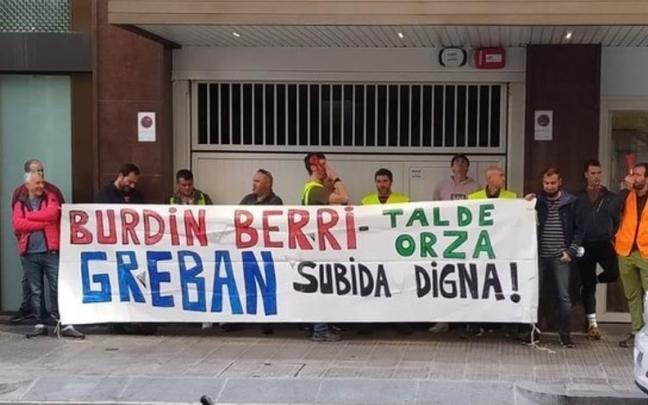 BURDIN BERRI- TALDE
ORZA
GREBAN SUBIDA DIGNA!